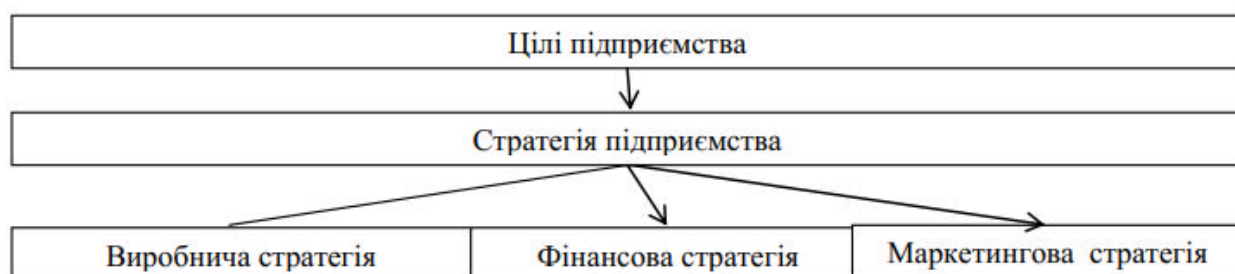 Цілі підприємства
Стратегія підприємства
Виробнича стратегія
Фінансова стратегія
Маркетингова стратегія